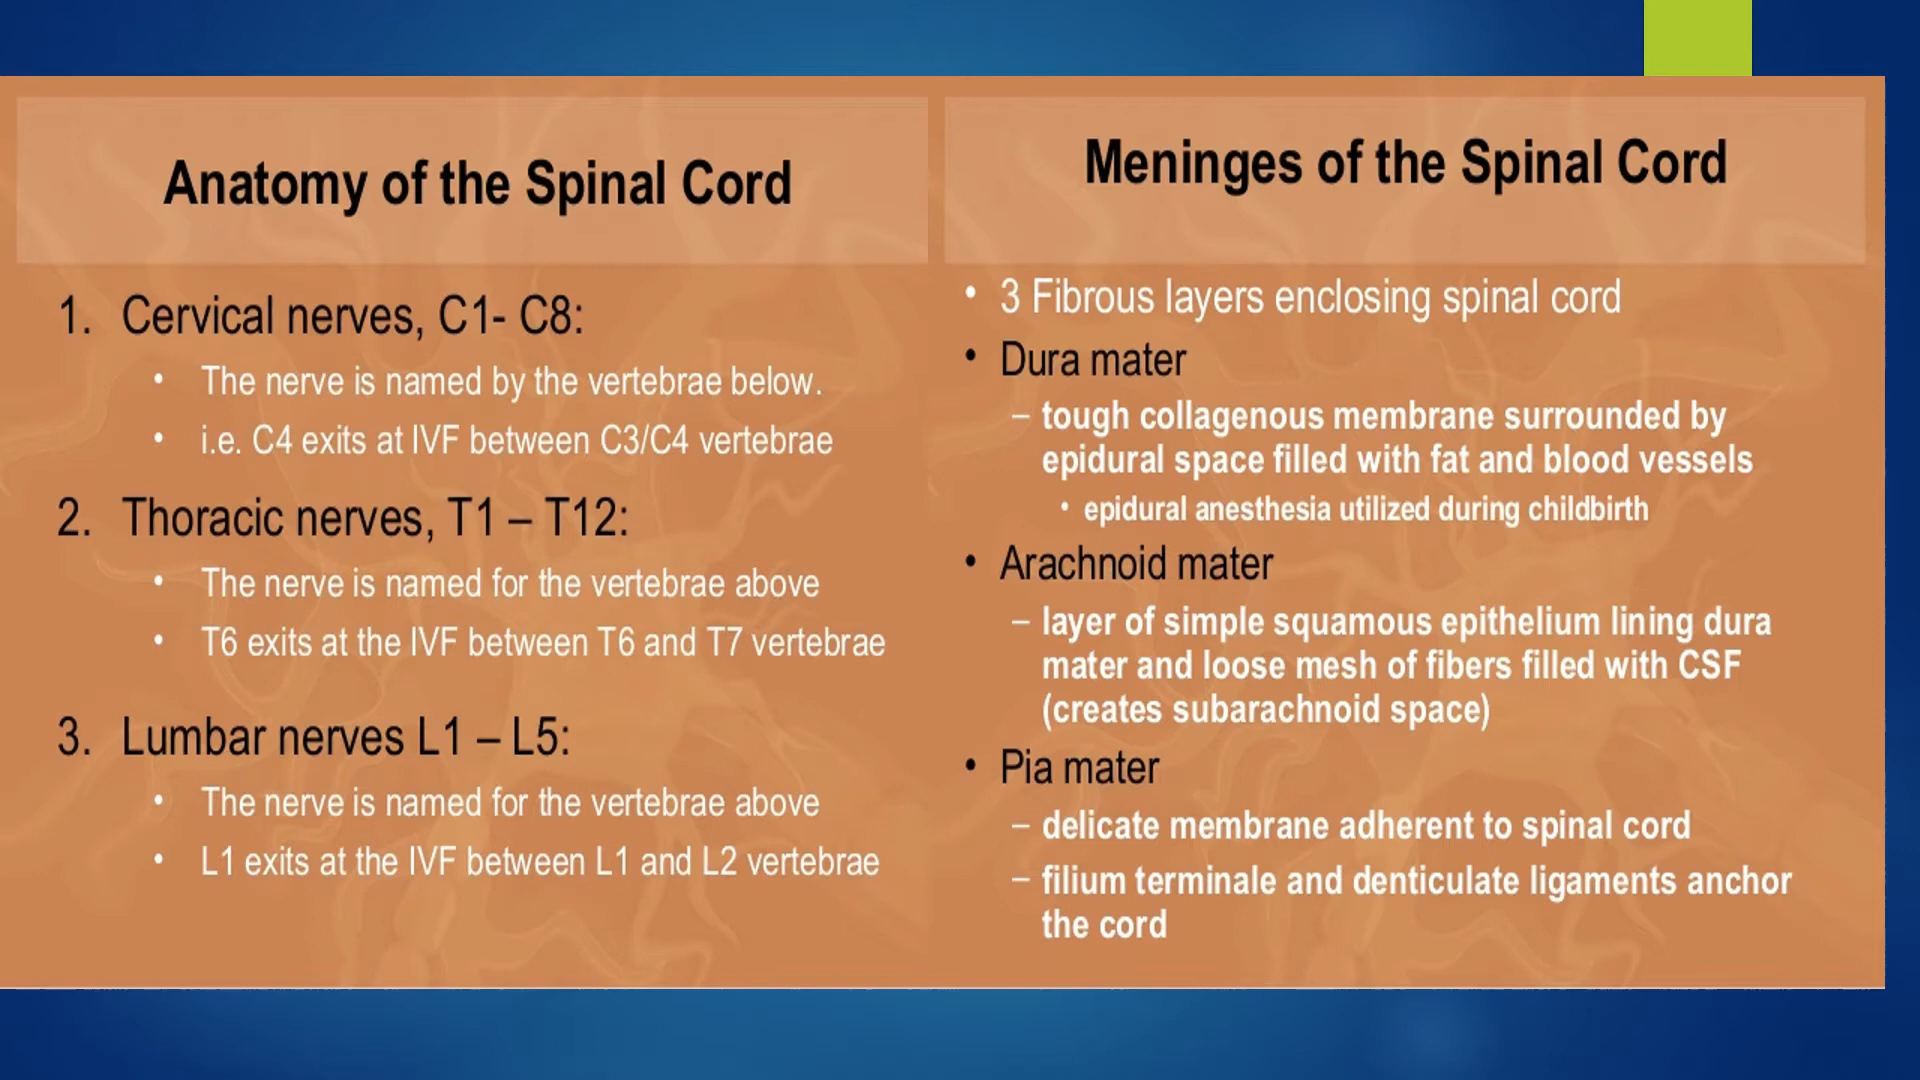 Anatomy of the Spinal Cord
1. Cervical nerves, C1- C8:
• The nerve is named by the vertebrae below.
• i.e. C4 exits at IVF between C3/C4 vertebrae
2. Thoracic nerves, T1 – T12:
• The nerve is named for the vertebrae above
• T6 exits at the IVF between T6 and T7 vertebrae
3. Lumbar nerves L1 – L5:
• The nerve is named for the vertebrae above
• L1 exits at the IVF between L1 and L2 vertebrae
Meninges of the Spinal Cord
• 3 Fibrous layers enclosing spinal cord
• Dura mater
– tough collagenous membrane surrounded by
epidural space filled with fat and blood vessels
• epidural anesthesia utilized during childbirth
• Arachnoid mater
– layer of simple squamous epithelium lining dura
mater and loose mesh of fibers filled with CSF
(creates subarachnoid space)
• Pia mater
– delicate membrane adherent to spinal cord
– filium terminale and denticulate ligaments anchor
the cord